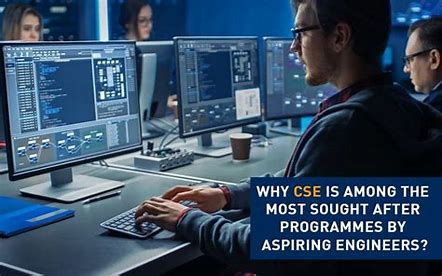 WHY CSE IS AMONG THE
MOST SOUGHT AFTER
PROGRAMMES BY
ASPIRING ENGINEERS?